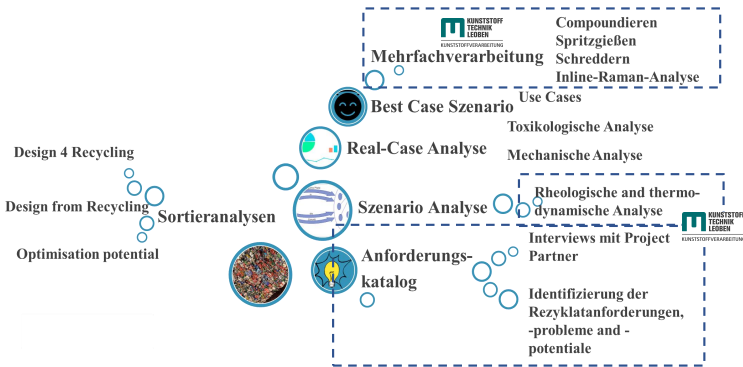 KUNSTSTOFF
TECHNIK
LEOBEN
KUNSTSTOFFVERARBEITUNG
Mehrfachverarbeitung
Compoundieren
Spritzgießen
Schreddern
Inline-Raman-Analyse
Best Case Szenario
Use Cases
Real-Case Analyse
Toxikologische Analyse
Mechanische Analyse
Design 4 Recycling
Design from Recycling
Optimisation potential
Sortieranalysen
Szenario Analyse
Rheologische and thermo-
dynamische Analyse
KUNSTSTOFF
TECHNIK
LEOBEN
KUNSTSTOFFVERARBEITUNG
Anforderungs-
katalog
Interviews mit Project
Partner
Identifizierung der
Rezyklatanforderungen,
-probleme and -
potentiale